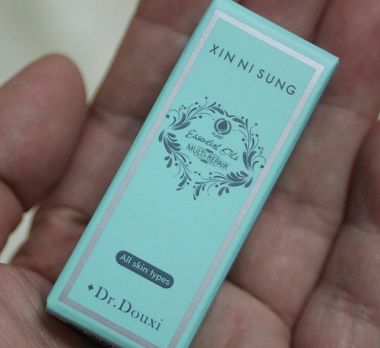 XIN NI SUNG
Essential Oils
MULTI-REPAIR
All skin types
Dr.Douxi